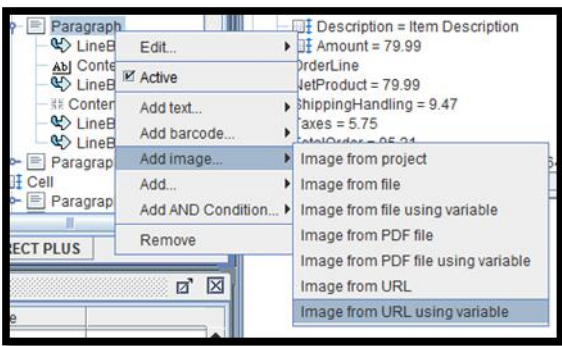 Paragraph
LineB
Ab| Conte
LineB
Conter
LineB
LineB
Paragrap
Cell
Paragrap
RECT PLUS
e
Edit...
Active
Add text...
Add barcode...
Add image...
Add...
Add AND Condition...
Remove
Description = Item Description
Amount = 79.99
OrderLine
NetProduct = 79.99
ShippingHandling = 9.47
Taxes = 5.75
Image from project
Image from file
Image from file using variable
Image from PDF file
Image from PDF file using variable
Image from URL
Image from URL using variable